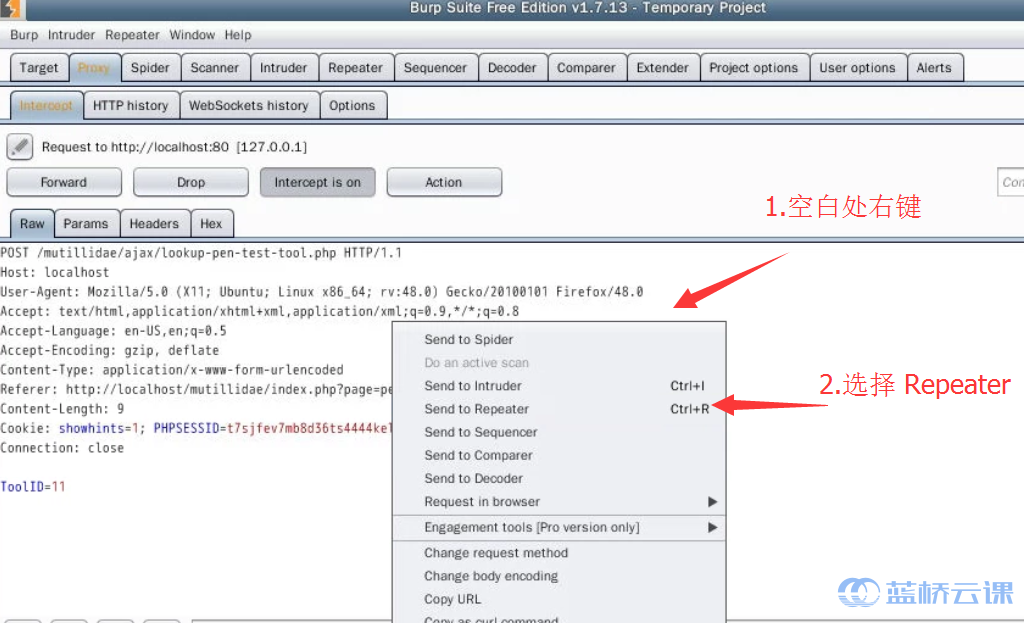 Burp Suite Free Edition v1.7.13 - Temporary Project
Burp Intruder Repeater Window Help
Target Proxy Spider Scanner Intruder Repeater Sequencer Decoder Comparer Extender Project options User options Alerts
Intercept HTTP history WebSockets history Options
Request to http://localhost:80 [127.0.0.1]
Forward Drop Intercept is on Action
1.空白处右键
Raw Params Headers Hex
POST /mutillidae/ajax/lookup-pen-test-tool.php HTTP/1.1
Host: localhost
User-Agent: Mozilla/5.0 (X11; Ubuntu; Linux x86_64; rv:48.0) Gecko/20100101 Firefox/48.0
Accept: text/html,application/xhtml+xml,application/xml;q=0.9,*/*;q=0.8
Accept-Language: en-US,en;q=0.5
Accept-Encoding: gzip, deflate
Content-Type: application/x-www-form-urlencoded
Referer: http://localhost/mutillidae/index.php?page=pe
Content-Length: 9
Cookie: showhints=1; PHPSESSID=t7sjfev7mb8d36ts4444kel
Connection: close
ToolID=11
Send to Spider
Do an active scan
Send to Intruder Ctrl+I
Send to Repeater Ctrl+R
2.选择 Repeater
Send to Sequencer
Send to Comparer
Send to Decoder
Request in browser
Engagement tools [Pro version only]
Change request method
Change body encoding
Copy URL
Copy as curl command
蓝桥云课